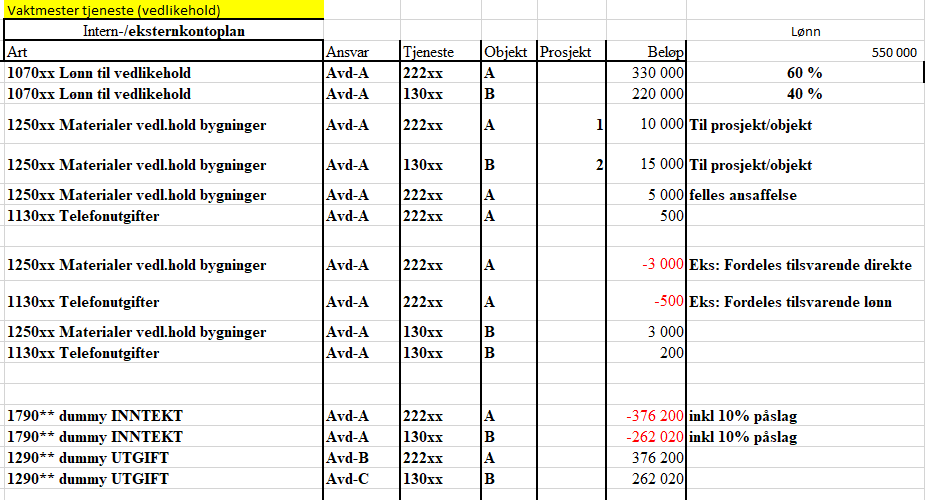 Vaktmester tjeneste (vedlikehold)
Intern-/eksternkontoplan Lønn
Art Ansvar Tjeneste Objekt Prosjekt Beløp 550 000
1070xx Lønn til vedlikehold Avd-A 222xx A 330 000 60 %
1070xx Lønn til vedlikehold Avd-A 130xx B 220 000 40 %
1250xx Materialer vedl.hold bygninger Avd-A 222xx A 1 10 000 Til prosjekt/objekt
1250xx Materialer vedl.hold bygninger Avd-A 130xx B 2 15 000 Til prosjekt/objekt
1250xx Materialer vedl.hold bygninger Avd-A 222xx A 5 000 felles ansaffelse
1130xx Telefonutgifter Avd-A 222xx A 500
1250xx Materialer vedl.hold bygninger Avd-A 222xx A -3 000 Eks: Fordeles tilsvarende direkte
1130xx Telefonutgifter Avd-A 222xx A -500 Eks: Fordeles tilsvarende lønn
1250xx Materialer vedl.hold bygninger Avd-A 130xx B 3 000
1130xx Telefonutgifter Avd-A 130xx B 200
1790** dummy INNTEKT Avd-A 222xx A -376 200 inkl 10% påslag
1790** dummy INNTEKT Avd-A 130xx B -262 020 inkl 10% påslag
1290** dummy UTGIFT Avd-B 222xx A 376 200
1290** dummy UTGIFT Avd-C 130xx B 262 020